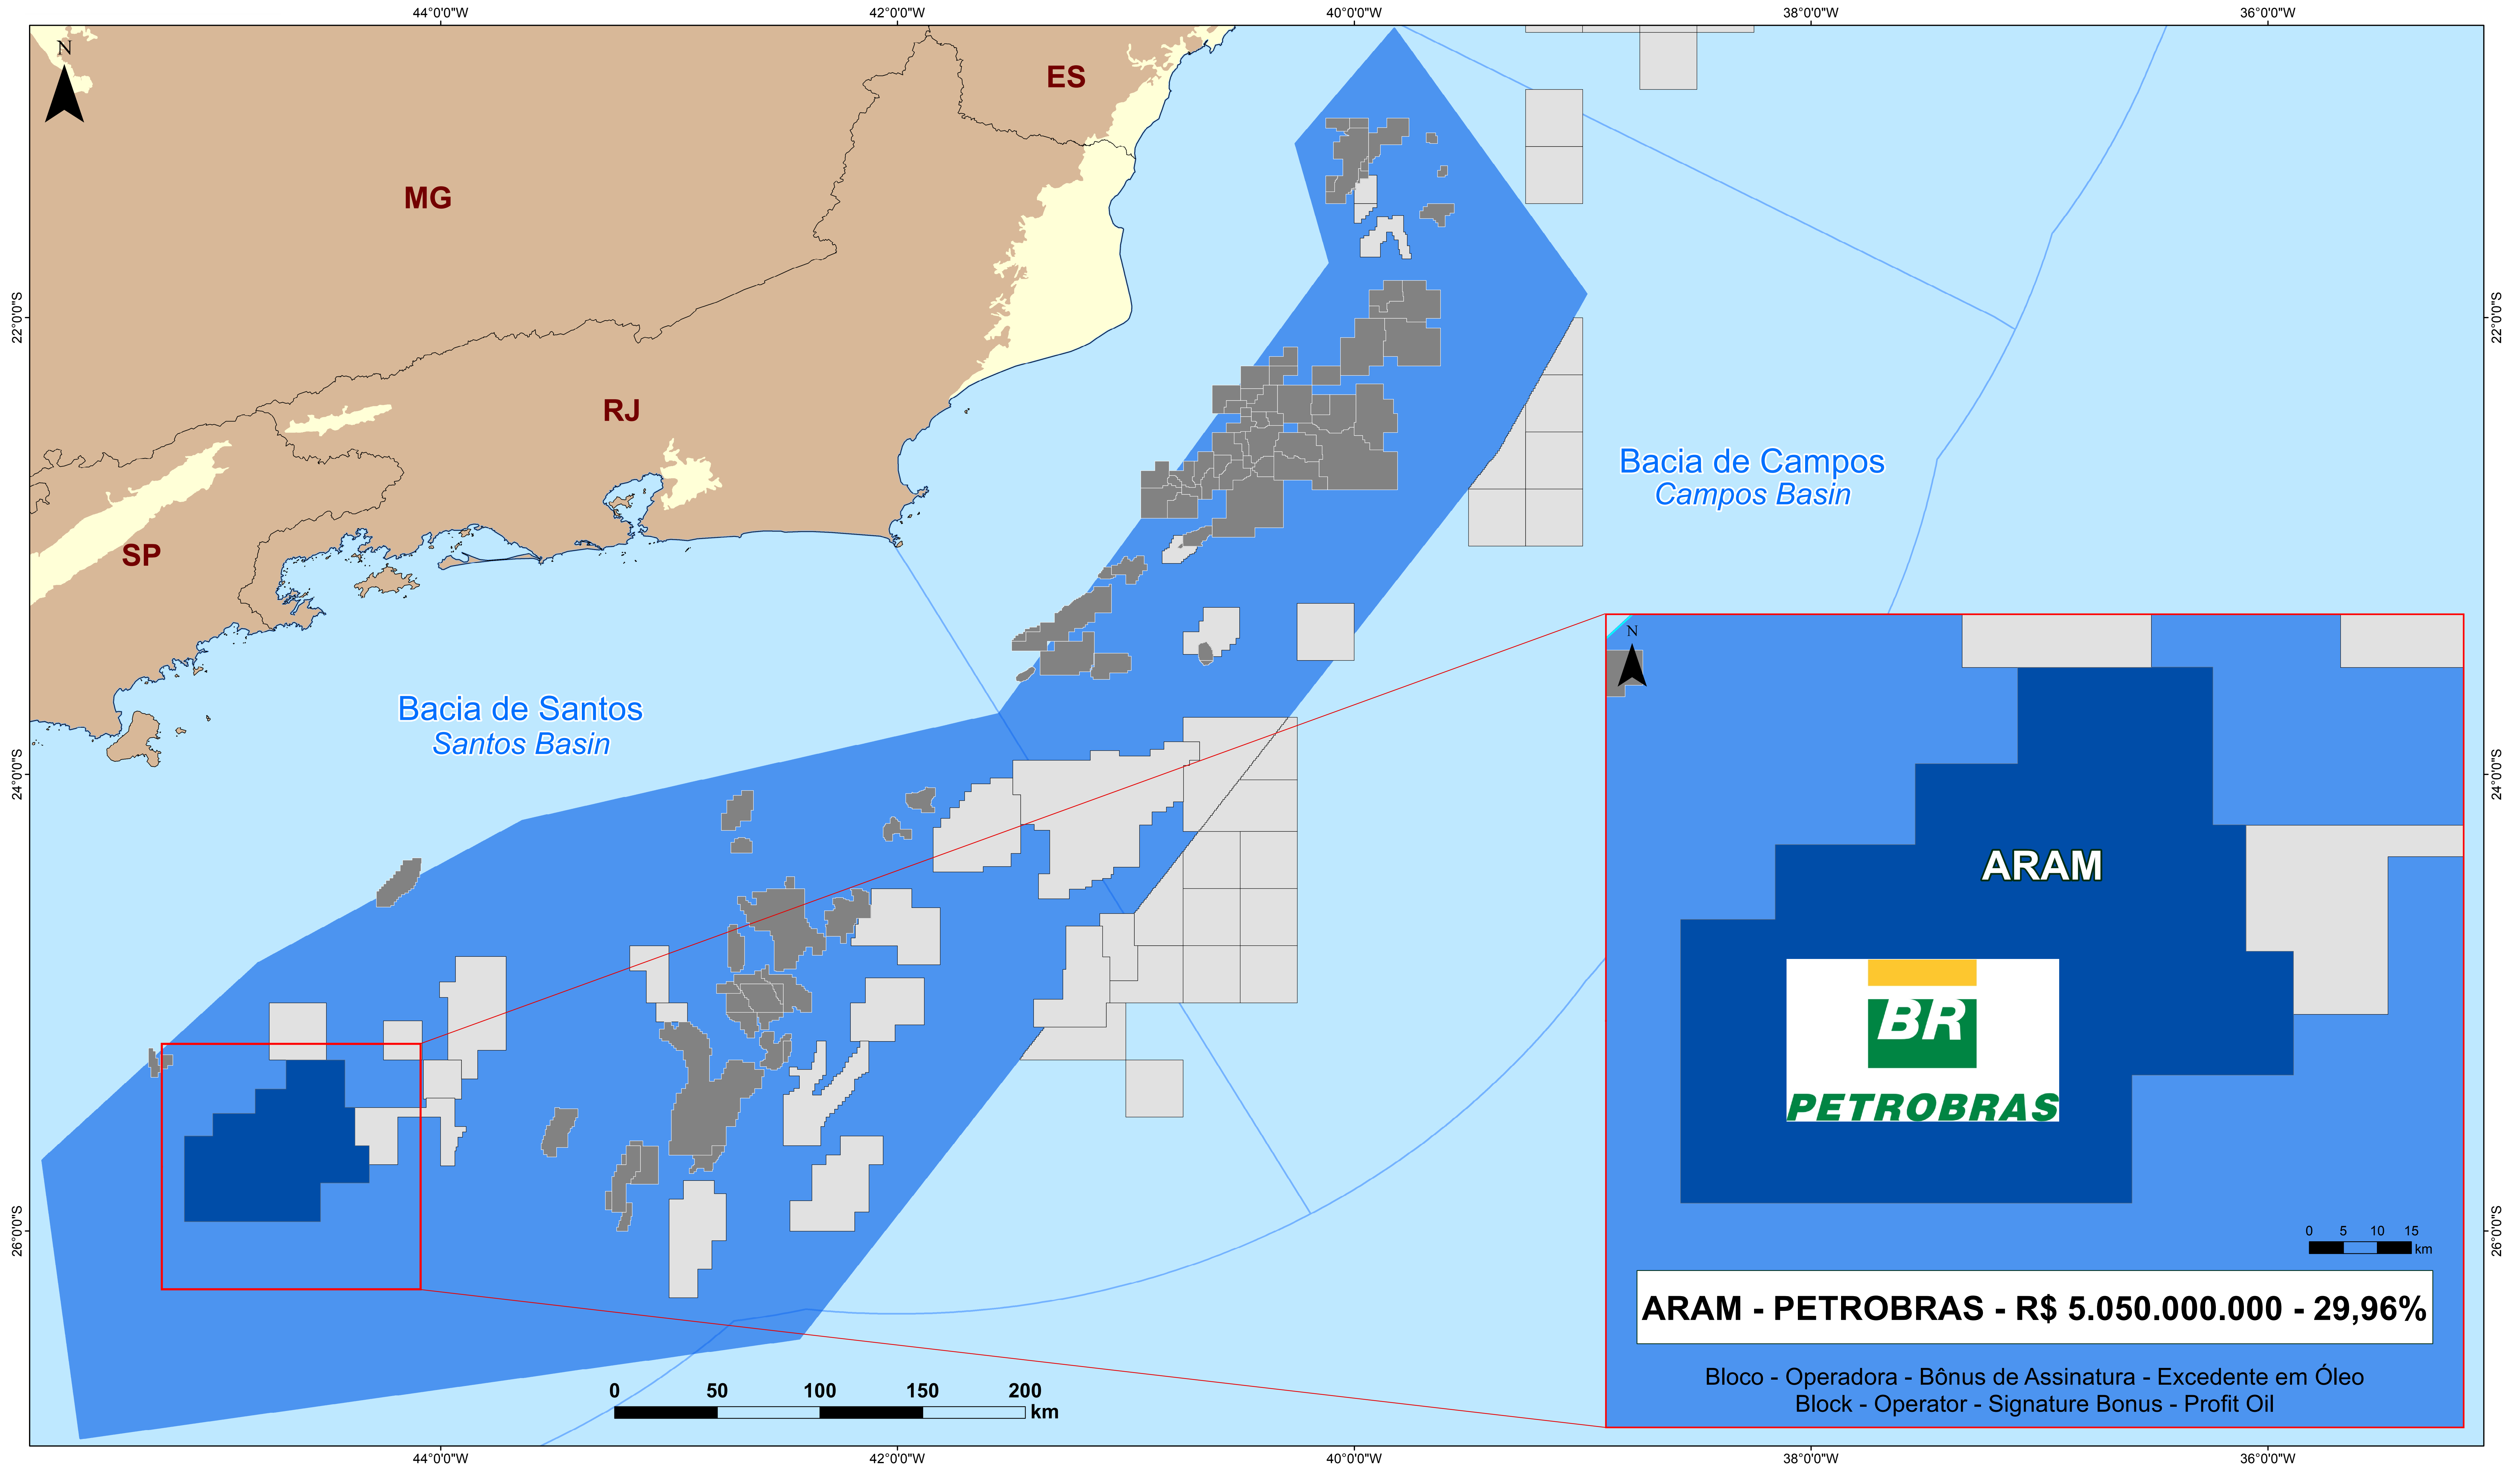 44°0'0"W
42°0'0"W
40°0'0"W
38°0'0"W
36°0'0"W
N
ES
MG
22°0'0"S
22°0'0"S
RJ
Bacia de Campos
Campos Basin
SP
N
Bacia de Santos
Santos Basin
24°0'0"S
24°0'0"S
ARAM
BR
PETROBRAS
26°0'0"S
26°0'0"S
0 5 10 15
km
ARAM - PETROBRAS - R$ 5.050.000.000 - 29,96%
Bloco - Operadora - Bônus de Assinatura - Excedente em Óleo
Block - Operator - Signature Bonus - Profit Oil
0 50 100 150 200
km
44°0'0"W
42°0'0"W
40°0'0"W
38°0'0"W
36°0'0"W